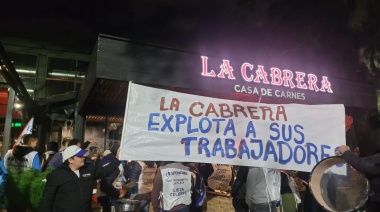 LA CABRERA
CASA DE CARNES
LA CABRERA
EXPLOTA A SUS
TRABAJADORES